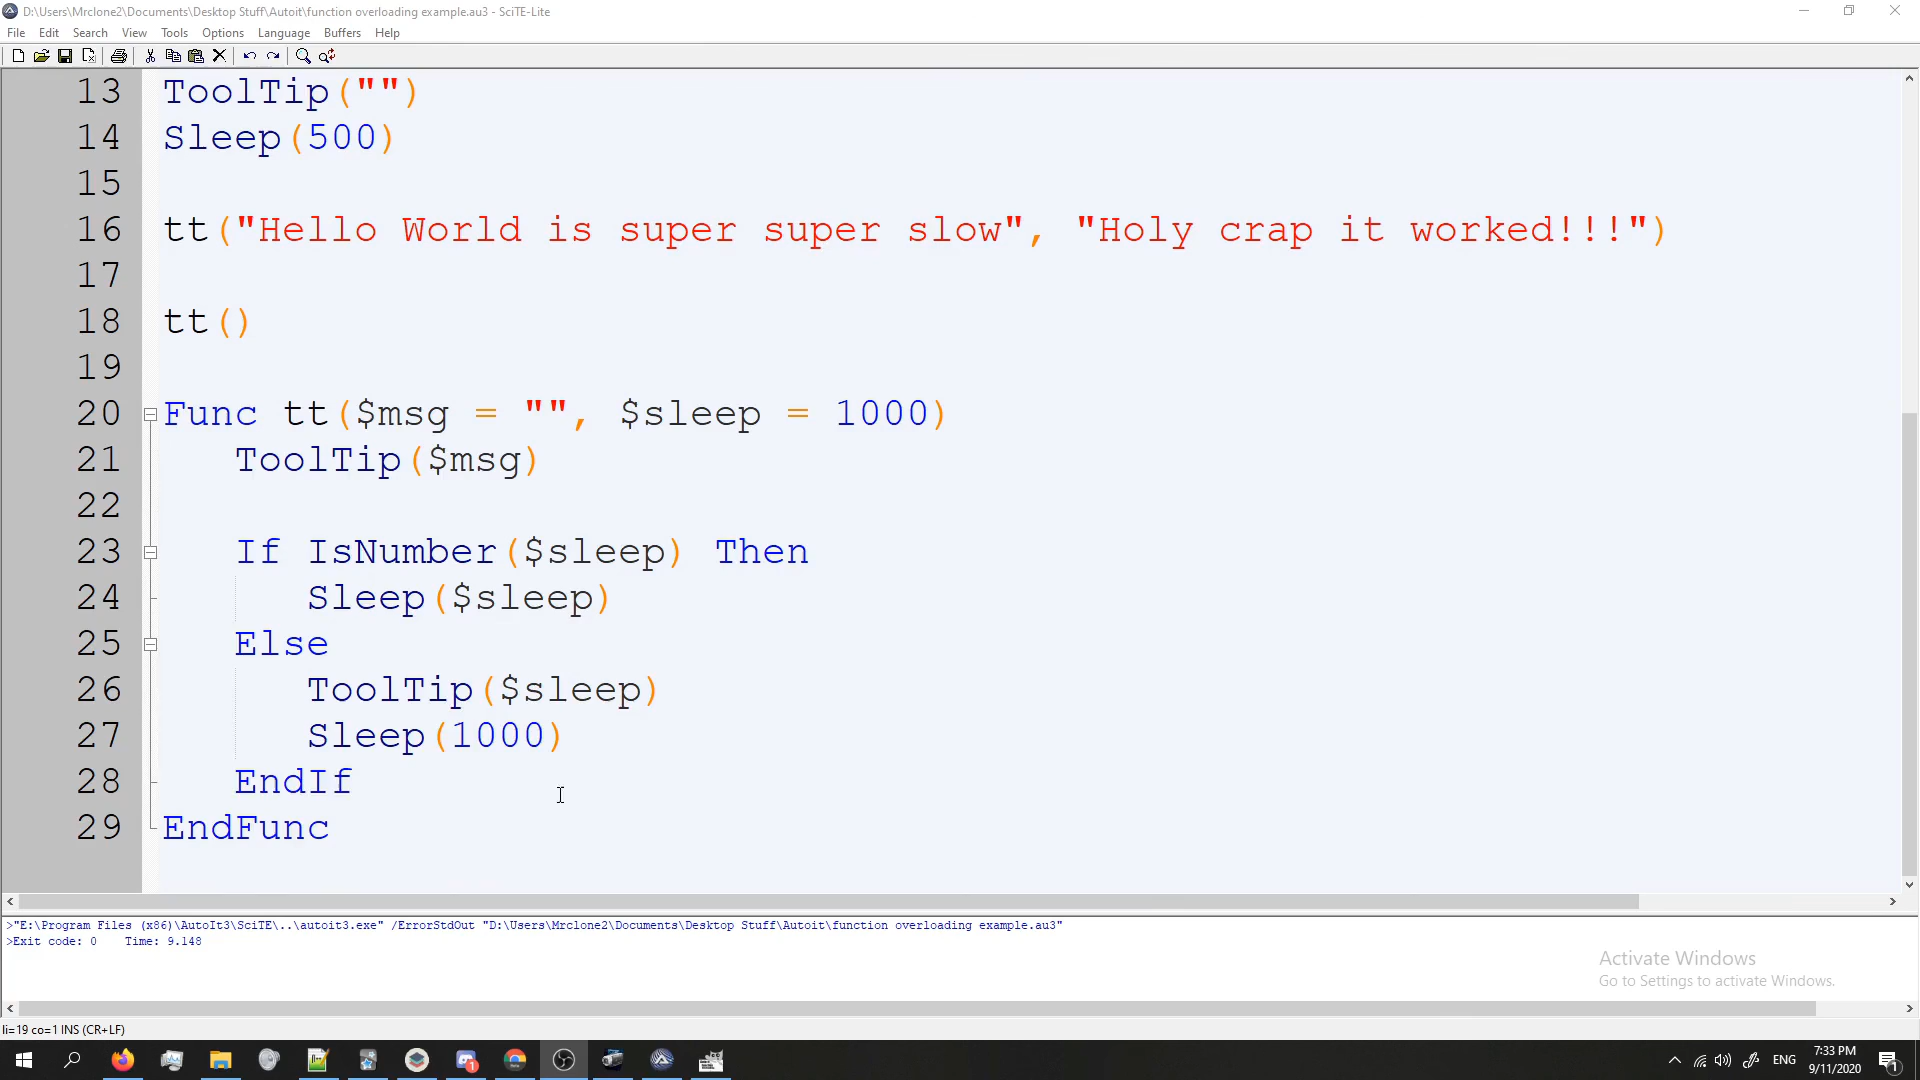 D:\Users\Mrclone2\Documents\Desktop Stuff\Autoit\function overloading example.au3 - SciTE-Lite
File Edit Search View Tools Options Language Buffers Help
13 ToolTip("")
14 Sleep(500)
15
16 tt("Hello World is super super slow", "Holy crap it worked!!!")
17
18 tt()
19
20 Func tt($msg = "", $sleep = 1000)
21 ToolTip($msg)
22
23 If IsNumber($sleep) Then
24 Sleep($sleep)
25 Else
26 ToolTip($sleep)
27 Sleep(1000)
28 EndIf
29 EndFunc
>"E:\Program Files (x86)\AutoIt3\SciTE\..\autoit3.exe" /ErrorStdOut "D:\Users\Mrclone2\Documents\Desktop Stuff\Autoit\function overloading example.au3"
>Exit code: 0 Time: 9.148
Activate Windows
Go to Settings to activate Windows.
li=19 co=1 INS (CR+LF)
ENG
7:33 PM
9/11/2020